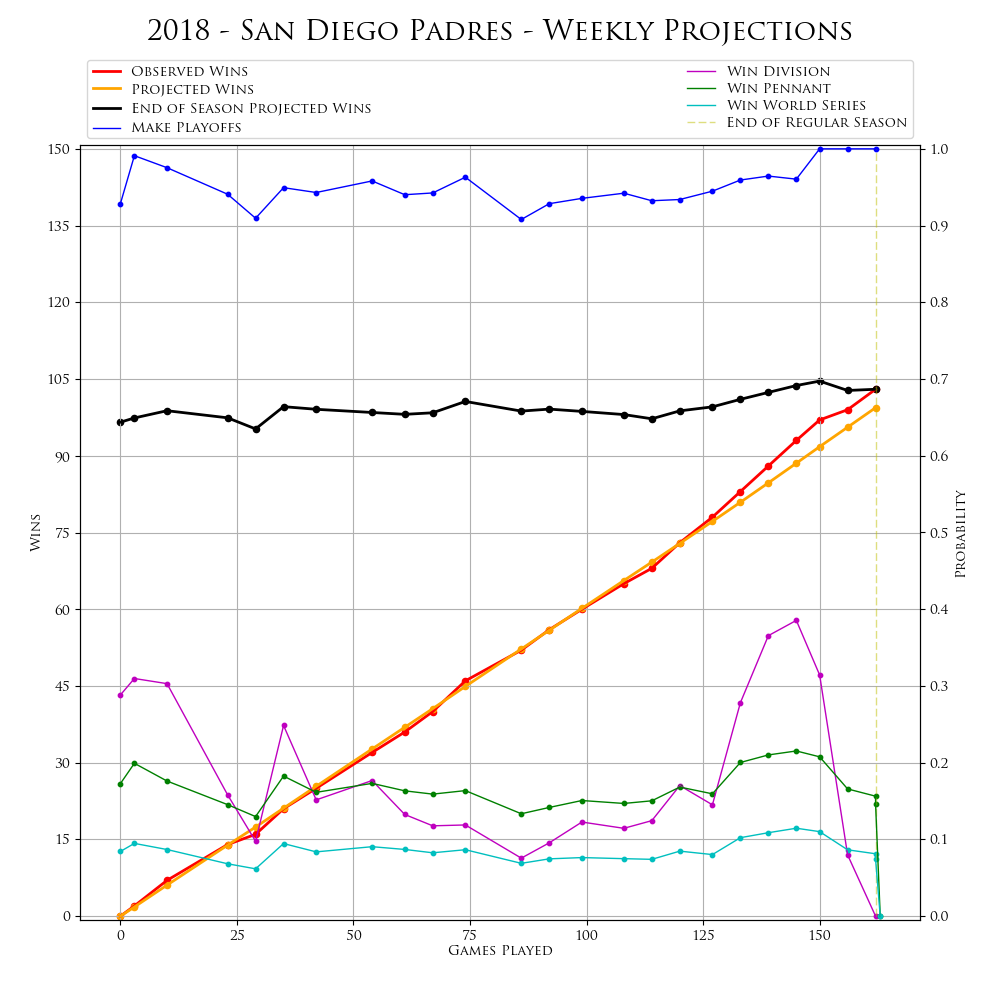 2018 - San Diego Padres - Weekly Projections
Observed Wins
Projected Wins
End of Season Projected Wins
Make Playoffs
Win Division
Win Pennant
Win World Series
End of Regular Season
150
135
120
105
90
75
60
45
30
15
0
Wins
1.0
0.9
0.8
0.7
0.6
0.5
0.4
0.3
0.2
0.1
0.0
Probability
0 25 50 75 100 125 150
Games Played